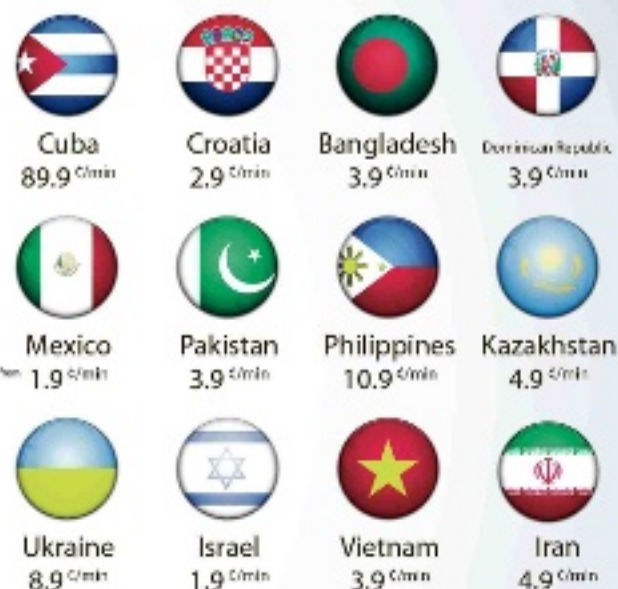 Cuba Croatia Bangladesh Dominican Republic
89.9 ¢/min 2.9 ¢/min 3.9 ¢/min 3.9 ¢/min
Mexico Pakistan Philippines Kazakhstan
from 1.9 ¢/min 3.9 ¢/min 10.9 ¢/min 4.9 ¢/min
Ukraine Israel Vietnam Iran
8.9 ¢/min 1.9 ¢/min 3.9 ¢/min 4.9 ¢/min